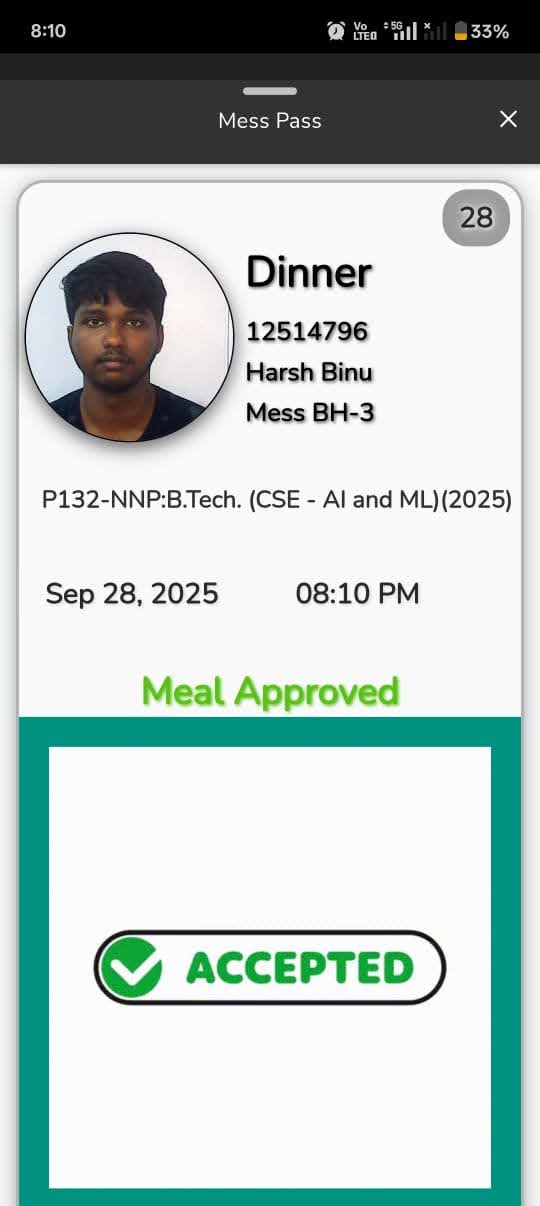 8:10
Vo
LTE
5G
33%
Mess Pass
28
Dinner
12514796
Harsh Binu
Mess BH-3
P132-NNP:B.Tech. (CSE - AI and ML)(2025)
Sep 28, 2025 08:10 PM
Meal Approved
ACCEPTED